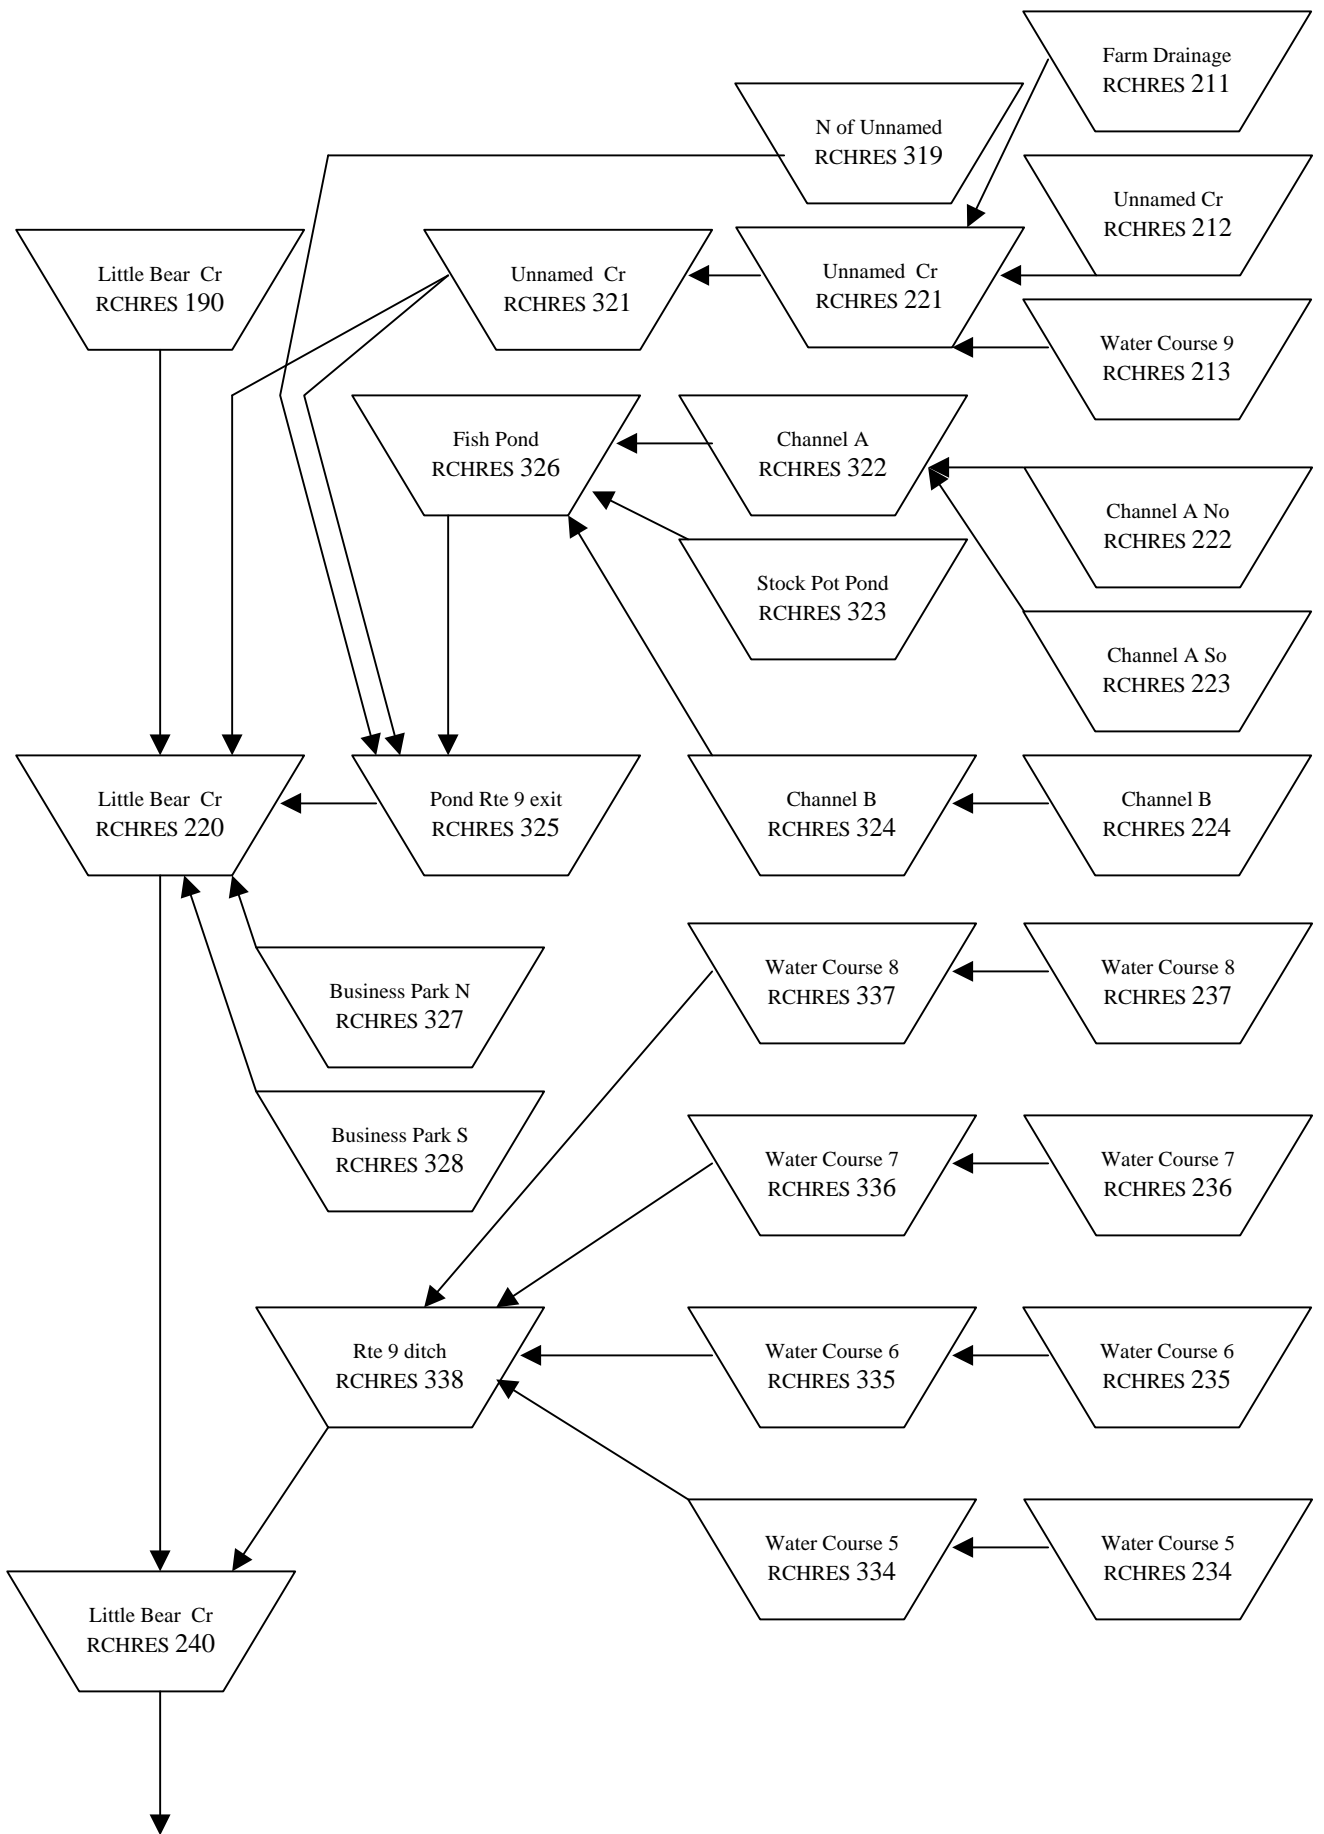 Farm Drainage
RCHRES 211
N of Unnamed
RCHRES 319
Unnamed Cr
RCHRES 212
Little Bear Cr
RCHRES 190
Unnamed Cr
RCHRES 321
Unnamed Cr
RCHRES 221
Water Course 9
RCHRES 213
Fish Pond
RCHRES 326
Channel A
RCHRES 322
Channel A No
RCHRES 222
Stock Pot Pond
RCHRES 323
Channel A So
RCHRES 223
Little Bear Cr
RCHRES 220
Pond Rte 9 exit
RCHRES 325
Channel B
RCHRES 324
Channel B
RCHRES 224
Business Park N
RCHRES 327
Water Course 8
RCHRES 337
Water Course 8
RCHRES 237
Business Park S
RCHRES 328
Water Course 7
RCHRES 336
Water Course 7
RCHRES 236
Rte 9 ditch
RCHRES 338
Water Course 6
RCHRES 335
Water Course 6
RCHRES 235
Water Course 5
RCHRES 334
Water Course 5
RCHRES 234
Little Bear Cr
RCHRES 240